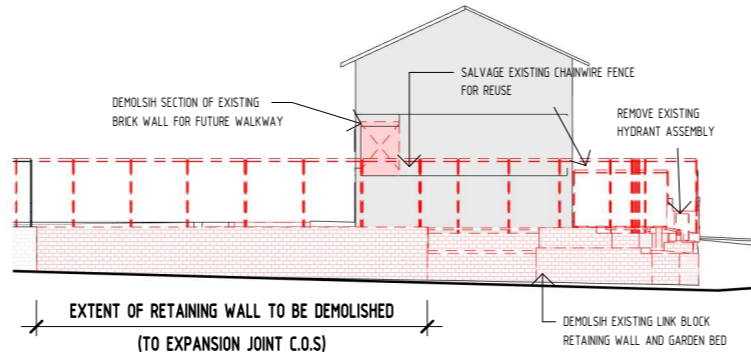 SALVAGE EXISTING CHAINWIRE FENCE
FOR REUSE
DEMOLSIH SECTION OF EXISTING
BRICK WALL FOR FUTURE WALKWAY
REMOVE EXISTING
HYDRANT ASSEMBLY
EXTENT OF RETAINING WALL TO BE DEMOLISHED
(TO EXPANSION JOINT C.O.S)
DEMOLSIH EXISTING LINK BLOCK
RETAINING WALL AND GARDEN BED